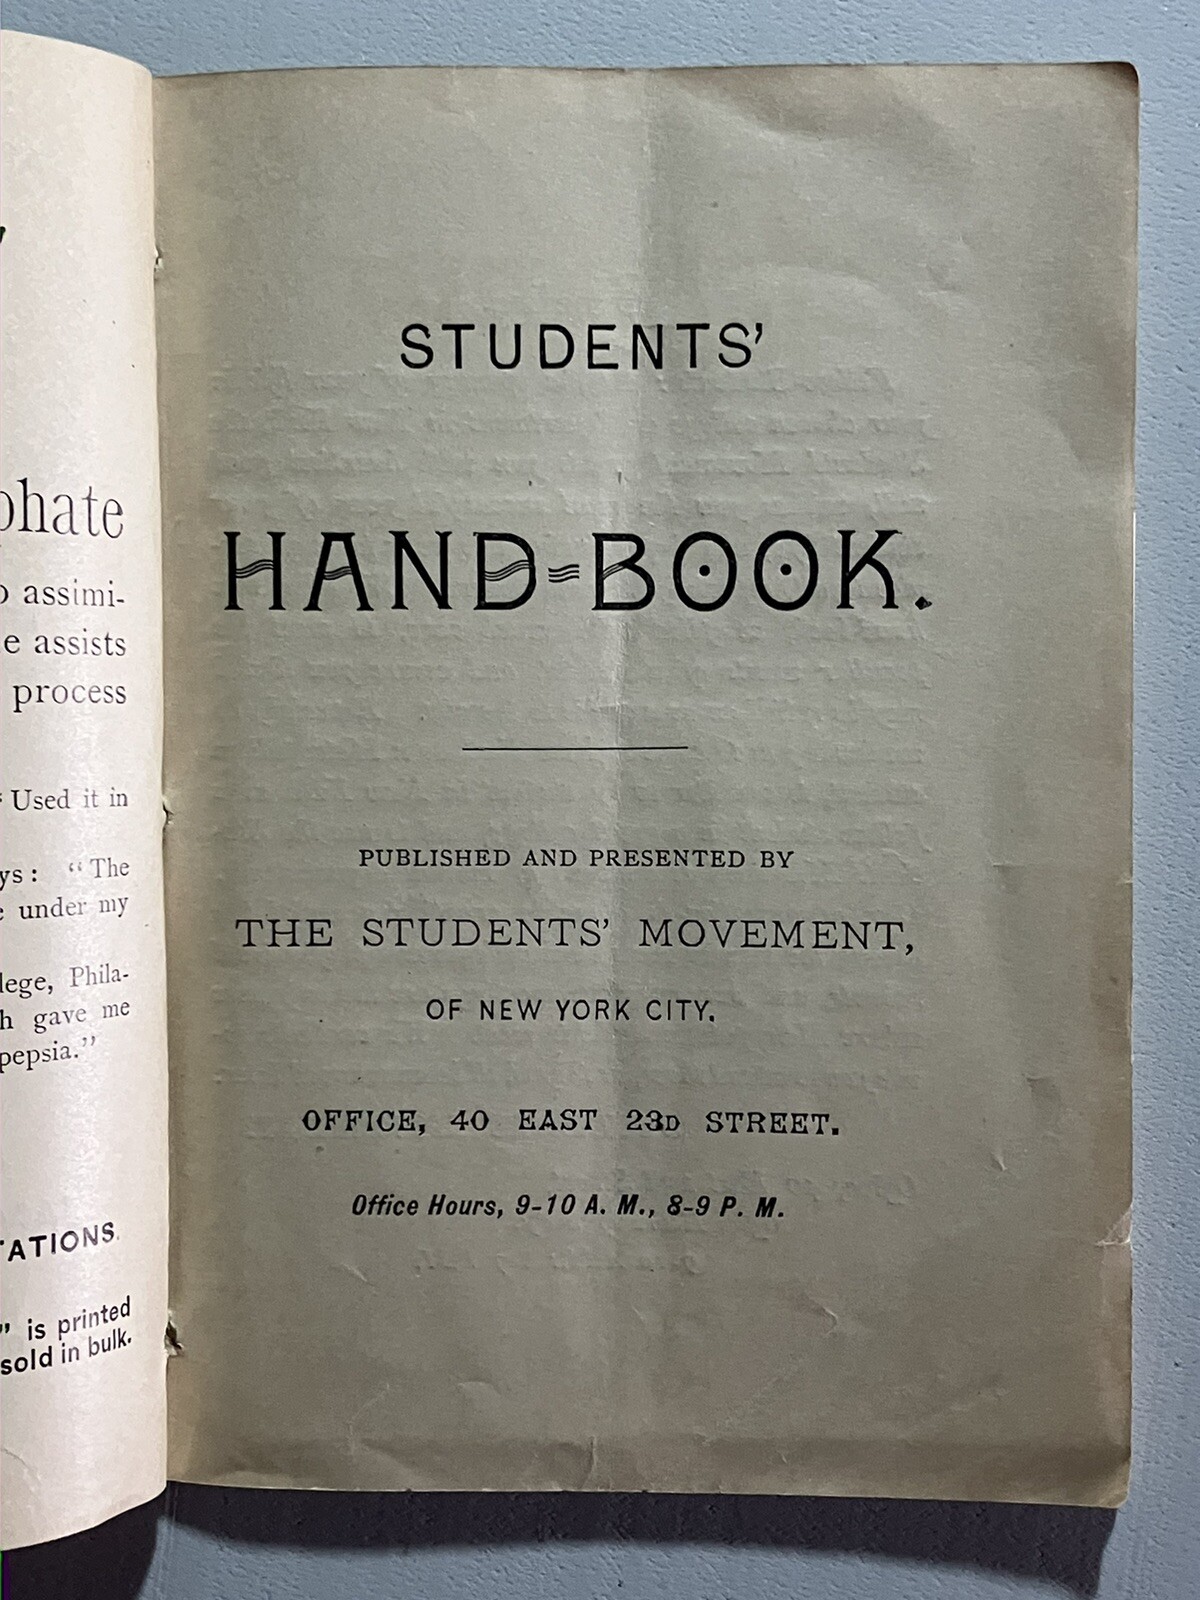 phate
assimi-
e assists
process
Used it in
ys: “The
under my
lege, Phila-
h gave me
pepsia.”
TATIONS.
” is printed
sold in bulk.
STUDENTS’
HAND-BOOK.
PUBLISHED AND PRESENTED BY
THE STUDENTS’ MOVEMENT,
OF NEW YORK CITY.
OFFICE, 40 EAST 23D STREET.
Office Hours, 9-10 A. M., 8-9 P. M.